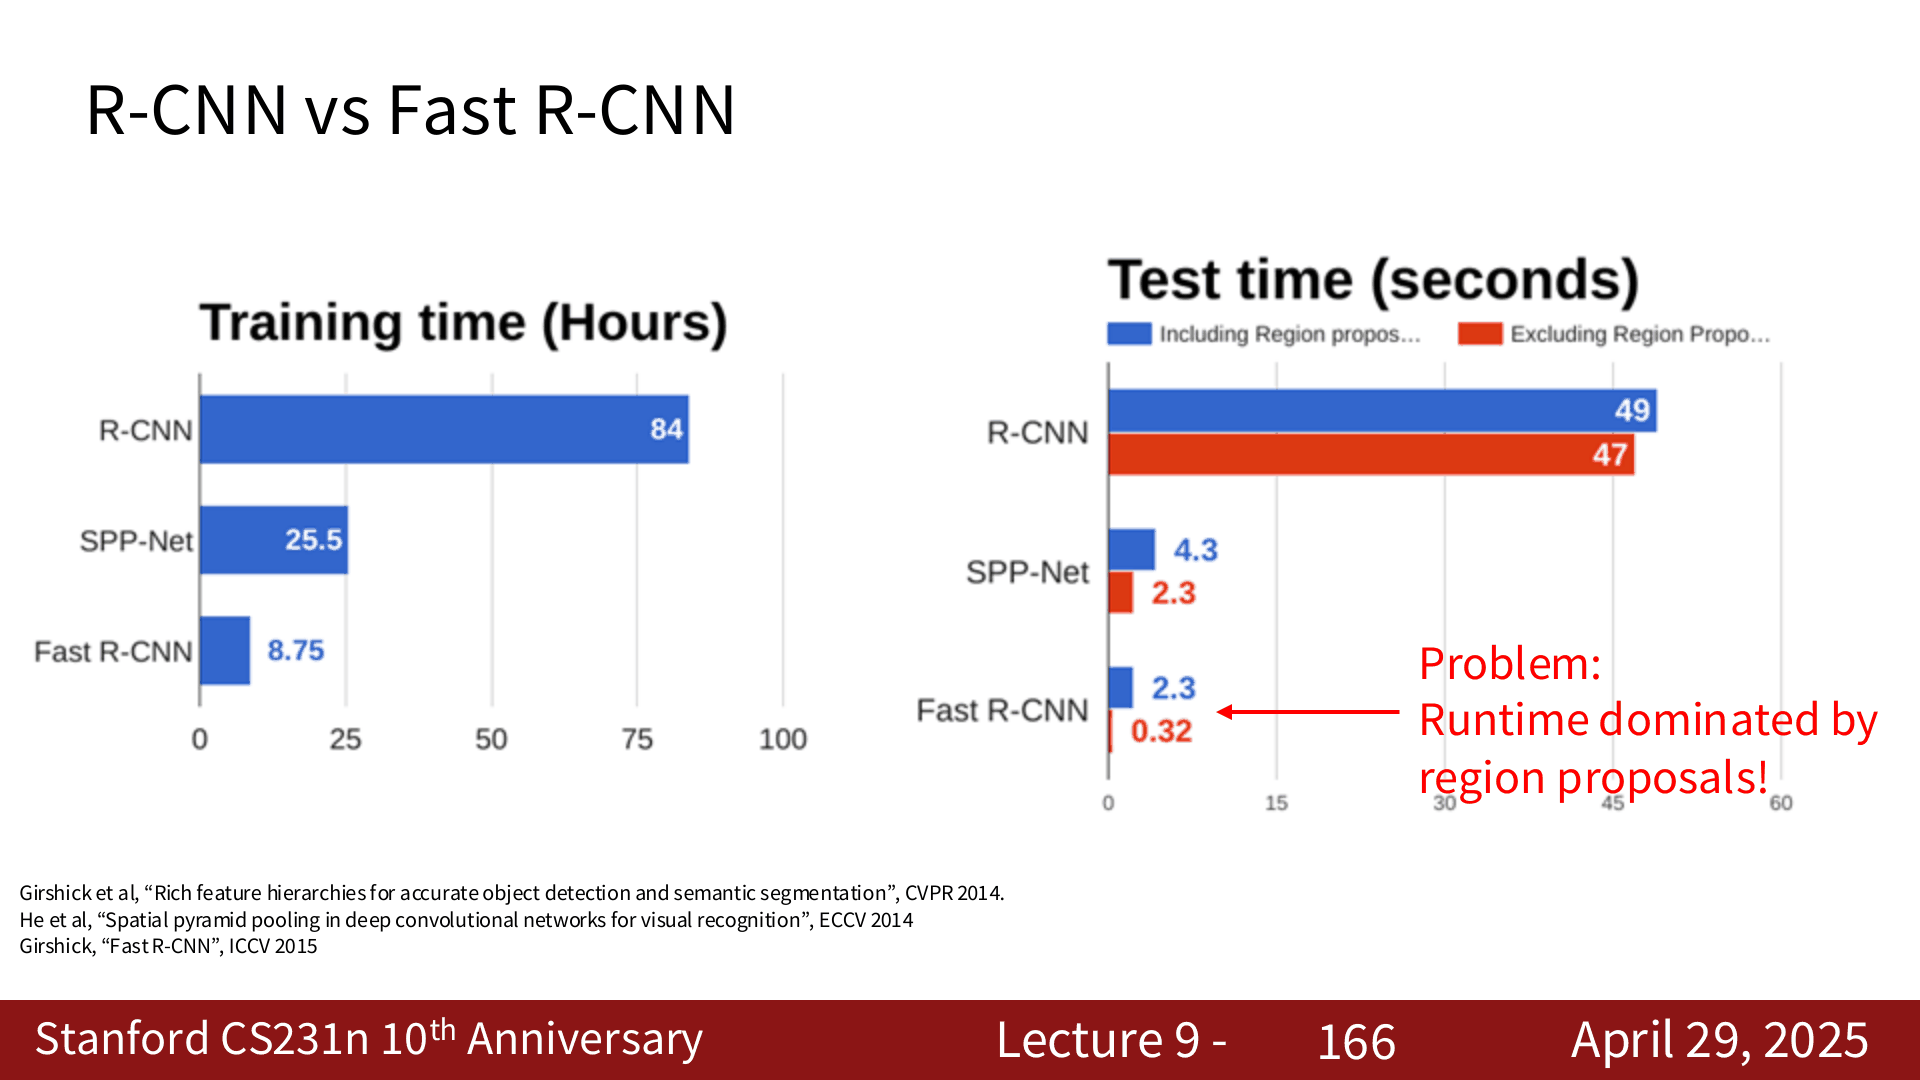 R-CNN vs Fast R-CNN
Training time (Hours)
R-CNN
84
SPP-Net
25.5
Fast R-CNN
8.75
0 25 50 75 100
Test time (seconds)
Including Region propos... Excluding Region Propo...
R-CNN
49
47
SPP-Net
4.3
2.3
Fast R-CNN
2.3
0.32
0 15 30 45 60
Problem:
Runtime dominated by
region proposals!
Girshick et al, “Rich feature hierarchies for accurate object detection and semantic segmentation”, CVPR 2014.
He et al, “Spatial pyramid pooling in deep convolutional networks for visual recognition”, ECCV 2014
Girshick, “Fast R-CNN”, ICCV 2015
Stanford CS231n 10th Anniversary Lecture 9 - 166 April 29, 2025